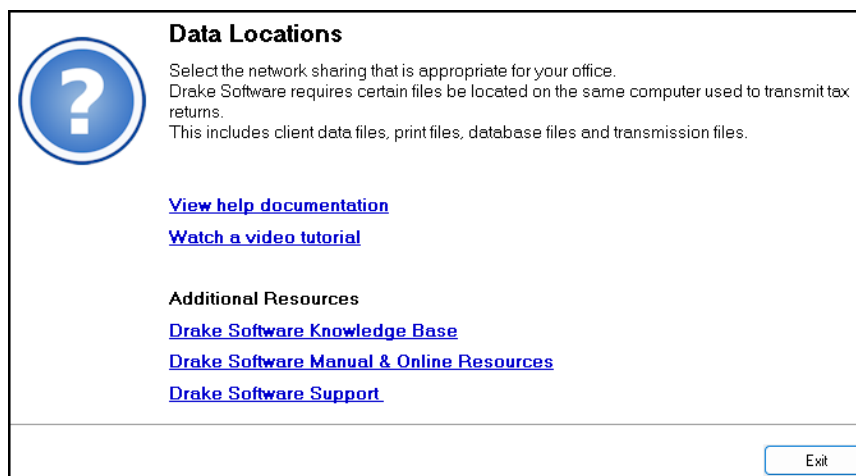 Data Locations
Select the network sharing that is appropriate for your office.
Drake Software requires certain files be located on the same computer used to transmit tax
returns.
This includes client data files, print files, database files and transmission files.
View help documentation
Watch a video tutorial
Additional Resources
Drake Software Knowledge Base
Drake Software Manual & Online Resources
Drake Software Support
Exit